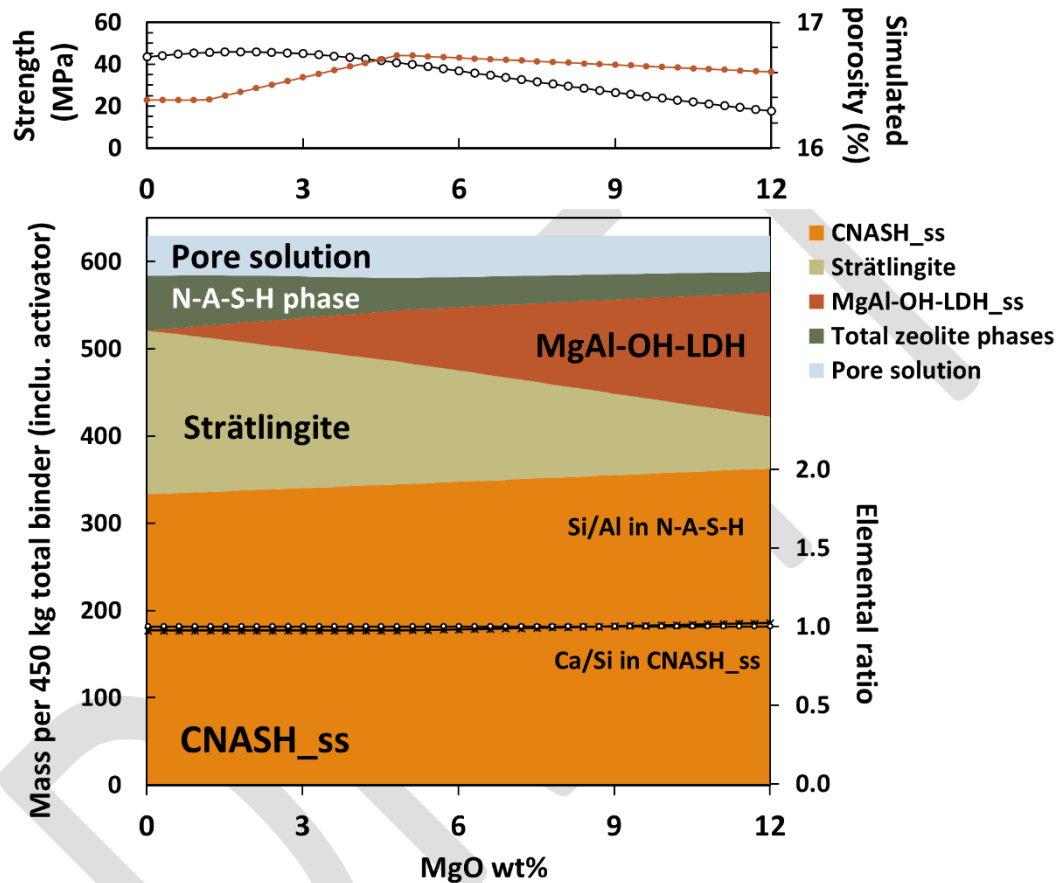 Strength
(MPa)
60
40
20
0
17
16
Simulated
porosity (%)
0
3
6
9
12
Mass per 450 kg total binder (inclu. activator)
600
500
400
300
200
100
0
Pore solution
N-A-S-H phase
MgAl-OH-LDH
Strätlingite
Si/Al in N-A-S-H
Ca/Si in CNASH_ss
CNASH_ss
2.0
1.5
1.0
0.5
0.0
Elemental ratio
CNASH_ss
Strätlingite
MgAl-OH-LDH_ss
Total zeolite phases
Pore solution
0
3
6
9
12
MgO wt%